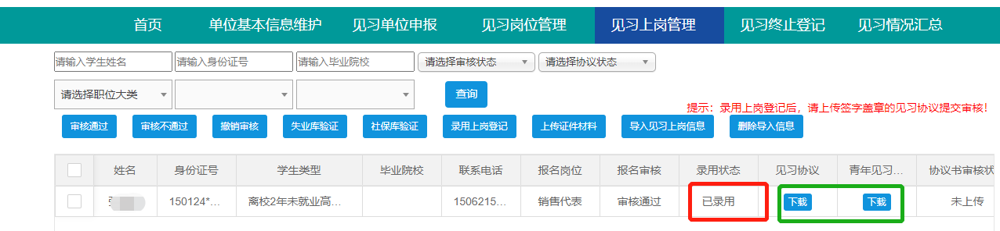 首页 单位基本信息维护 见习单位申报 见习岗位管理 见习上岗管理 见习终止登记 见习情况汇总
请输入学生姓名 请输入身份证号 请输入毕业院校 请选择审核状态 请选择协议状态
请选择职位大类 查询
提示：录用上岗登记后，请上传签字盖章的见习协议提交审核！
审核通过 审核不通过 撤销审核 失业库验证 社保库验证 录用上岗登记 上传证件材料 导入见习上岗信息 删除导入信息
姓名 身份证号 学生类型 毕业院校 联系电话 报名岗位 报名审核 录用状态 见习协议 青年见习... 协议书审核状
150124*... 离校2年未就业高... 1506215... 销售代表 审核通过 已录用 下载 下载 未上传